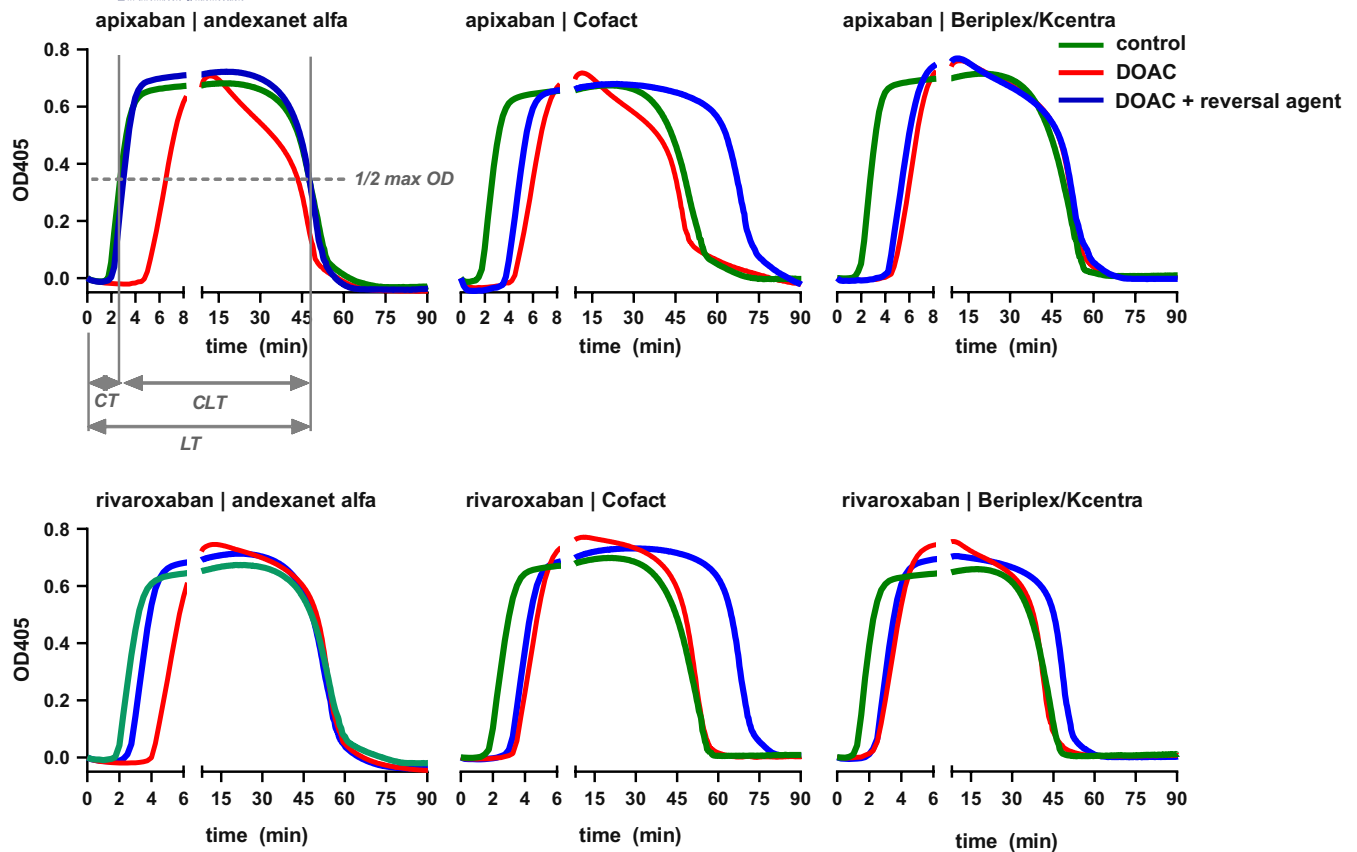 apixaban | andexanet alfa
apixaban | Cofact
apixaban | Beriplex/Kcentra
control
DOAC
DOAC + reversal agent
OD405
0.8
0.6
0.4
0.2
0.0
1/2 max OD
0 2 4 6 8 15 30 45 60 75 90
0 2 4 6 8 15 30 45 60 75 90
0 2 4 6 8 15 30 45 60 75 90
time (min)
time (min)
time (min)
CT
CLT
LT
rivaroxaban | andexanet alfa
rivaroxaban | Cofact
rivaroxaban | Beriplex/Kcentra
OD405
0.8
0.6
0.4
0.2
0.0
0 2 4 6 15 30 45 60 75 90
0 2 4 6 15 30 45 60 75 90
0 2 4 6 15 30 45 60 75 90
time (min)
time (min)
time (min)